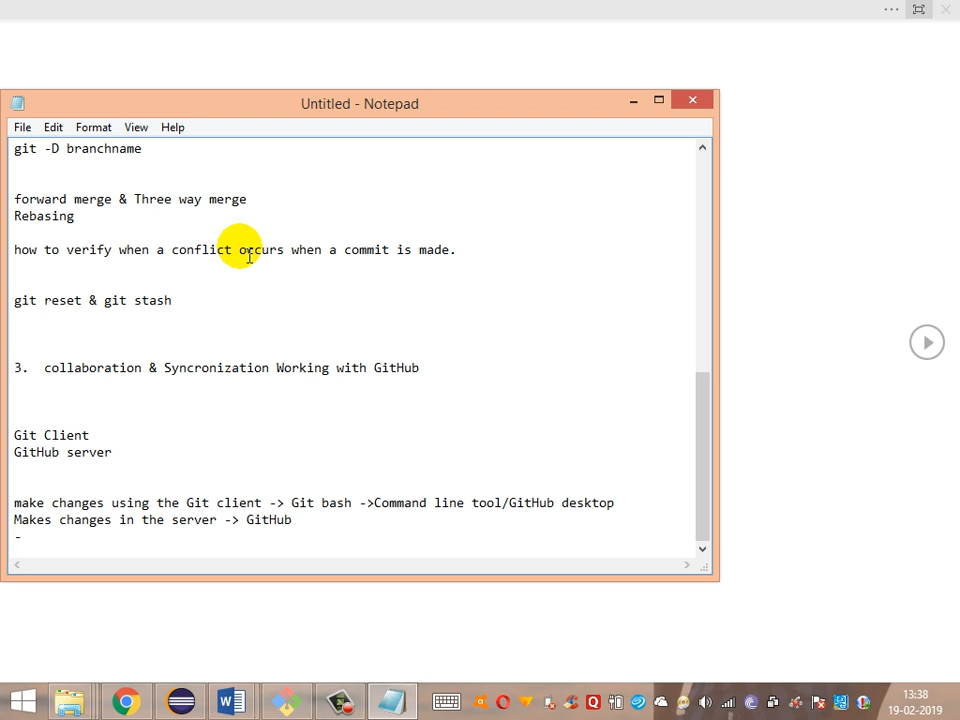 Untitled - Notepad
File Edit Format View Help
git -D branchname
forward merge & Three way merge
Rebasing
how to verify when a conflict occurs when a commit is made.
git reset & git stash
3. collaboration & Syncronization Working with GitHub
Git Client
GitHub server
make changes using the Git client -> Git bash ->Command line tool/GitHub desktop
Makes changes in the server -> GitHub
-
13:38
19-02-2019